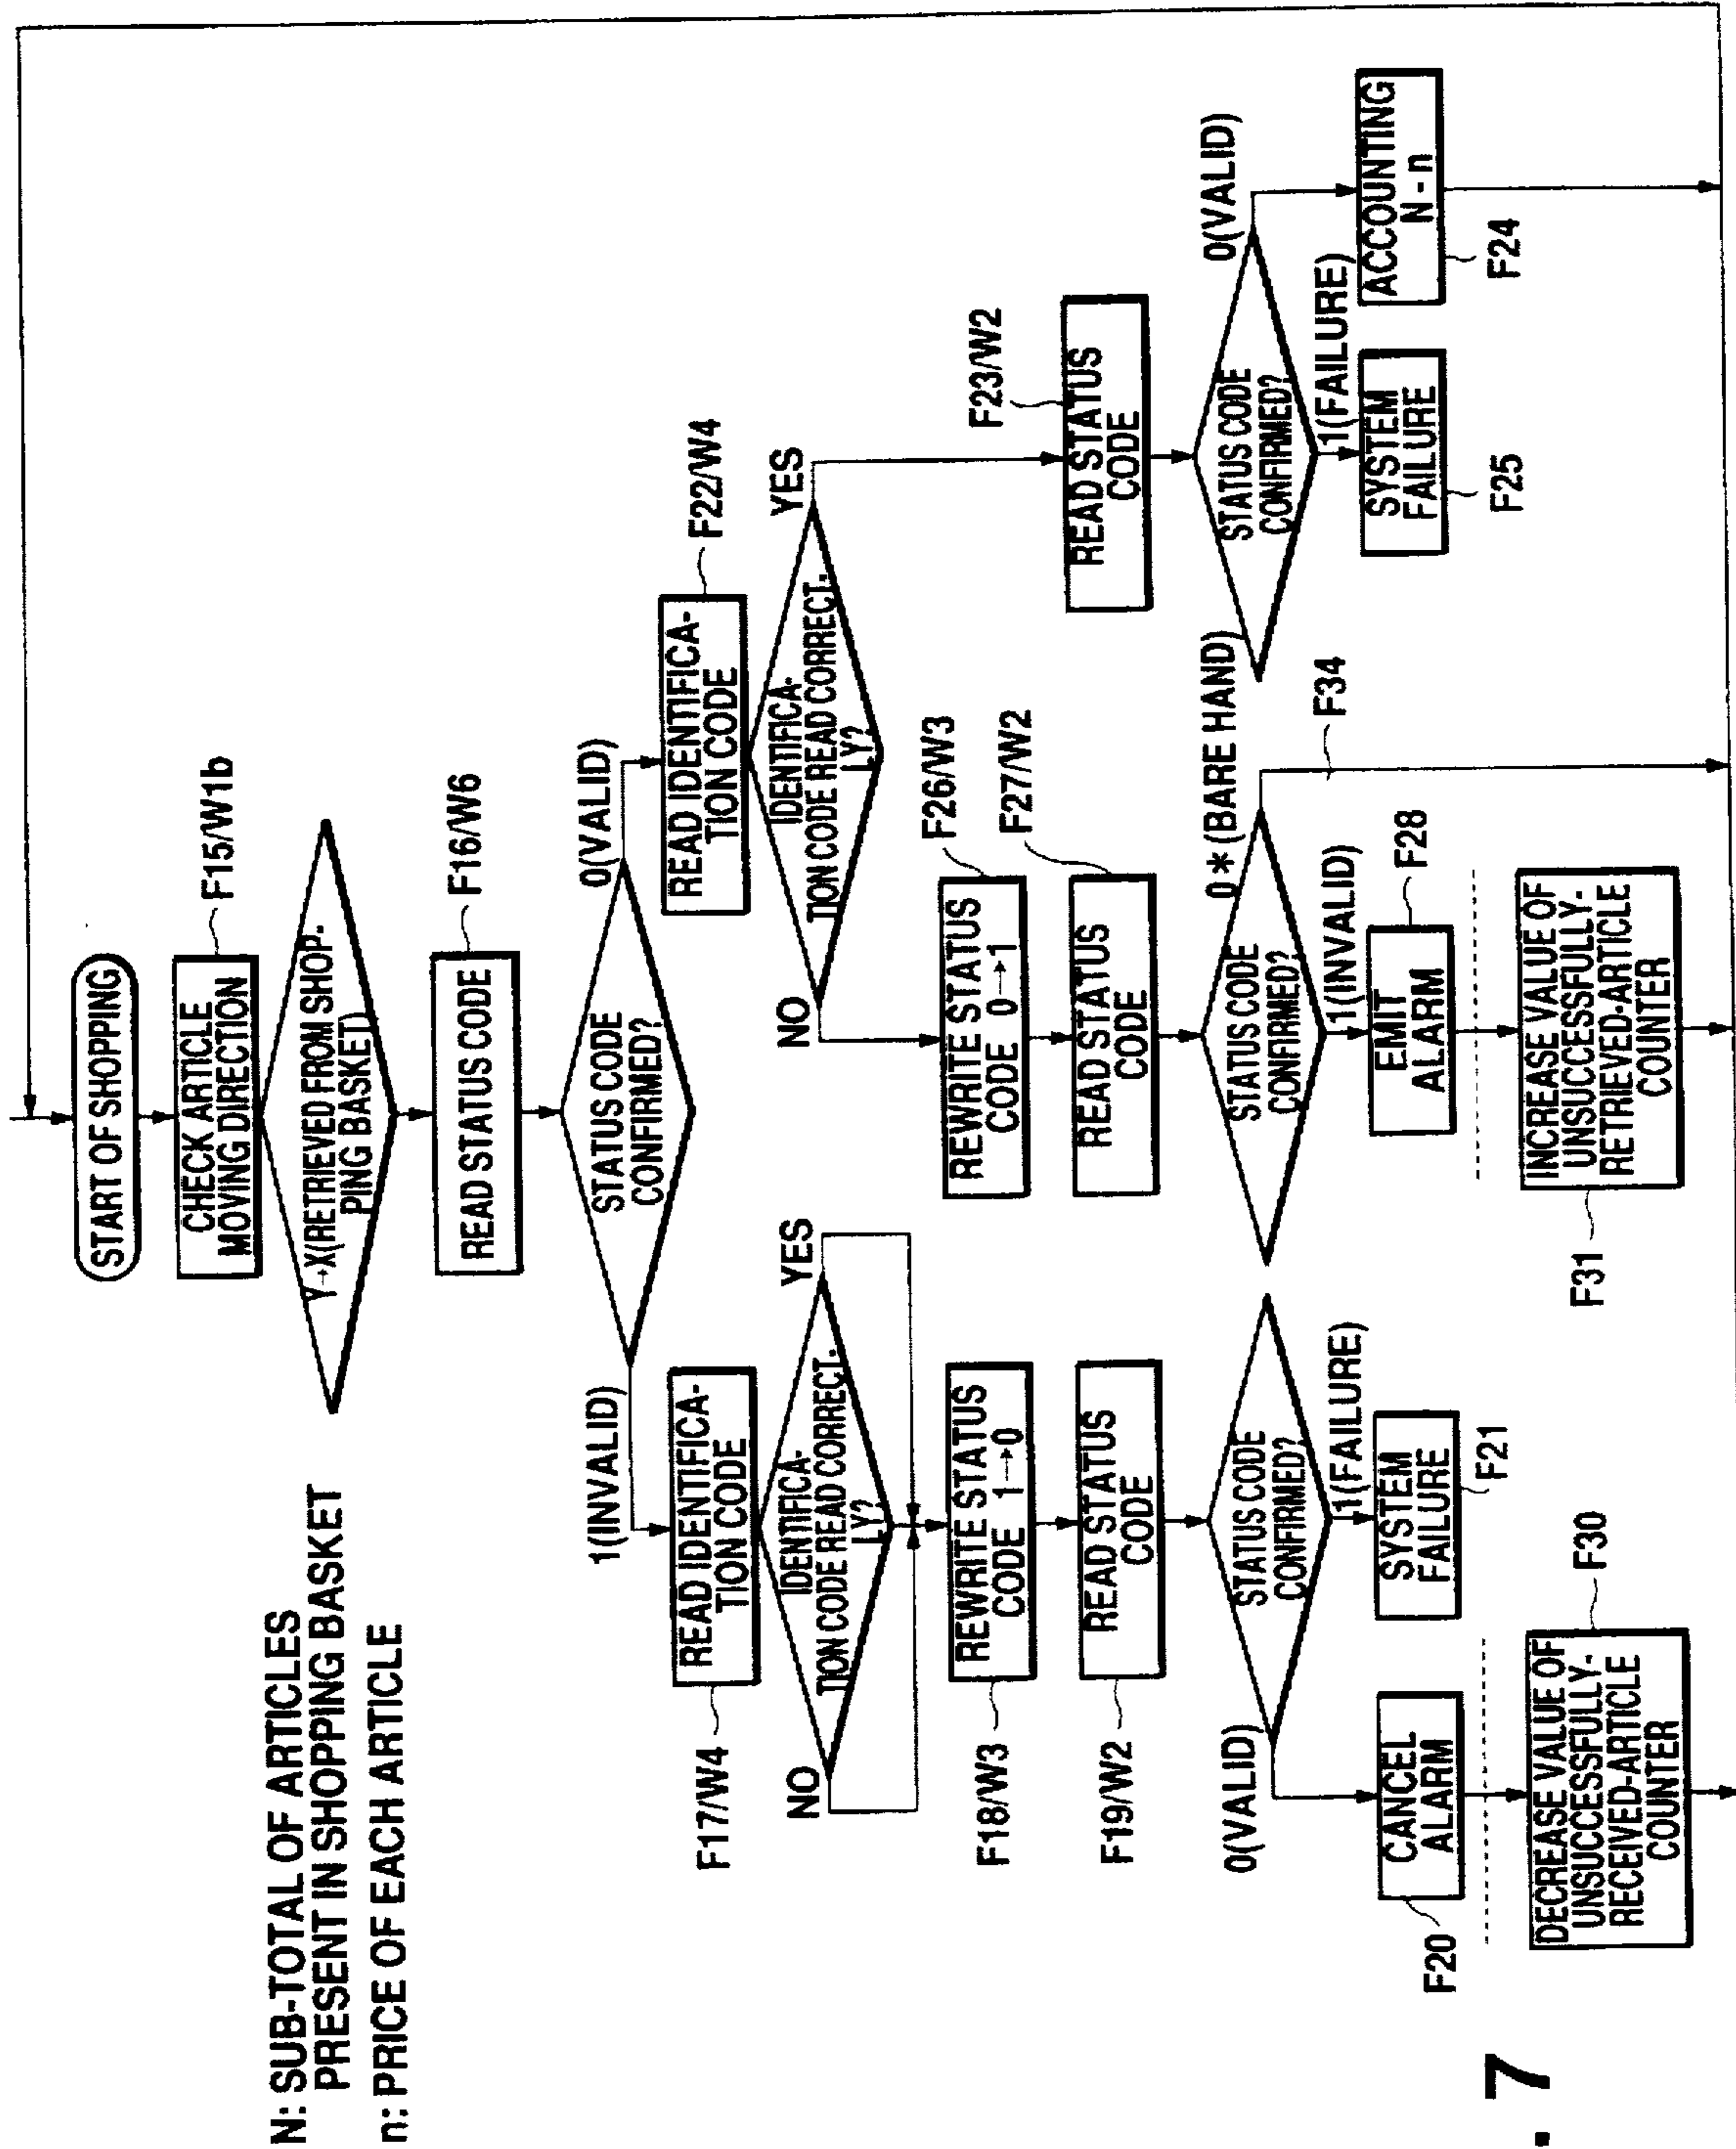 N: SUB-TOTAL OF ARTICLES
PRESENT IN SHOPPING BASKET
n: PRICE OF EACH ARTICLE
START OF SHOPPING
CHECK ARTICLE
MOVING DIRECTION
F15/W1b
Y→X(RETRIEVED FROM SHOP-
PING BASKET)
READ STATUS CODE
F16/W6
STATUS CODE
CONFIRMED?
1(INVALID)
0(VALID)
READ IDENTIFICA-
TION CODE
F17/W4
IDENTIFICA-
TION CODE READ CORRECT-
LY?
NO
YES
REWRITE STATUS
CODE 1→0
F18/W3
READ STATUS
CODE
F19/W2
STATUS CODE
CONFIRMED?
0(VALID)
1(FAILURE)
CANCEL
ALARM
F20
SYSTEM
FAILURE
F21
DECREASE VALUE OF
UNSUCCESSFULLY-
RECEIVED-ARTICLE
COUNTER
F30
READ IDENTIFICA-
TION CODE
F22/W4
IDENTIFICA-
TION CODE READ CORRECT-
LY?
NO
YES
REWRITE STATUS
CODE 0→1
F26/W3
READ STATUS
CODE
F27/W2
STATUS CODE
CONFIRMED?
0*(BARE HAND)
F34
1(INVALID)
EMIT
ALARM
F28
INCREASE VALUE OF
UNSUCCESSFULLY-
RETRIEVED-ARTICLE
COUNTER
F31
READ STATUS
CODE
F23/W2
STATUS CODE
CONFIRMED?
0(VALID)
1(FAILURE)
SYSTEM
FAILURE
F25
ACCOUNTING
N - n
F24
. 7